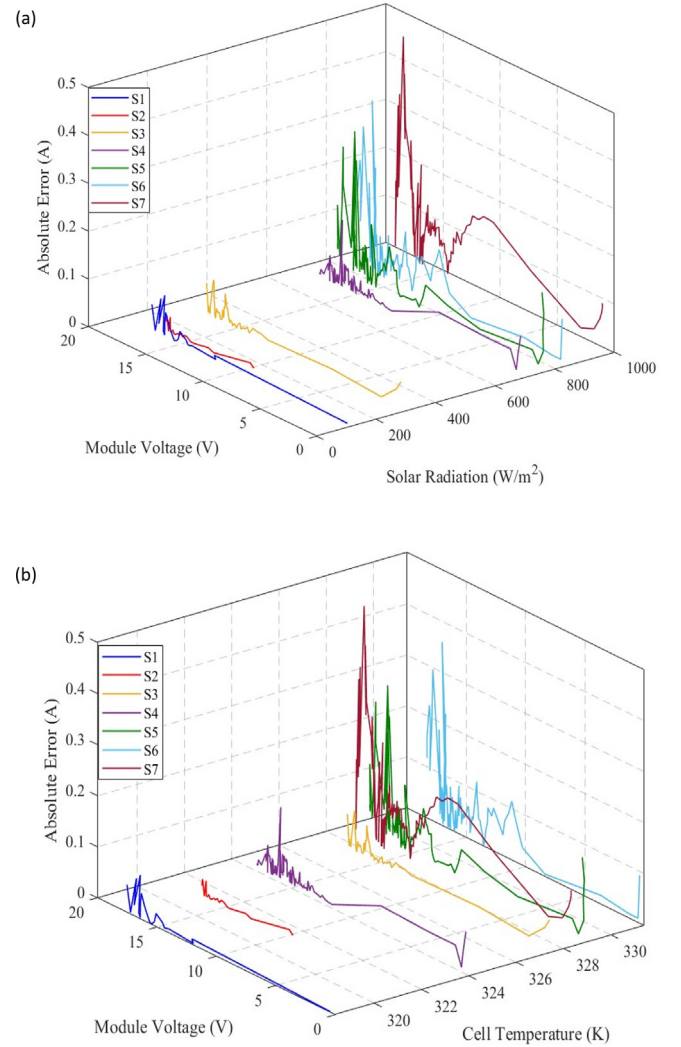 (a)
0.5
0.4
0.3
0.2
0.1
0
S1
S2
S3
S4
S5
S6
S7
Absolute Error (A)
20
15
10
5
0
Module Voltage (V)
0
200
400
600
800
1000
Solar Radiation (W/m²)
(b)
0.5
0.4
0.3
0.2
0.1
0
S1
S2
S3
S4
S5
S6
S7
Absolute Error (A)
20
15
10
5
0
Module Voltage (V)
320
322
324
326
328
330
Cell Temperature (K)